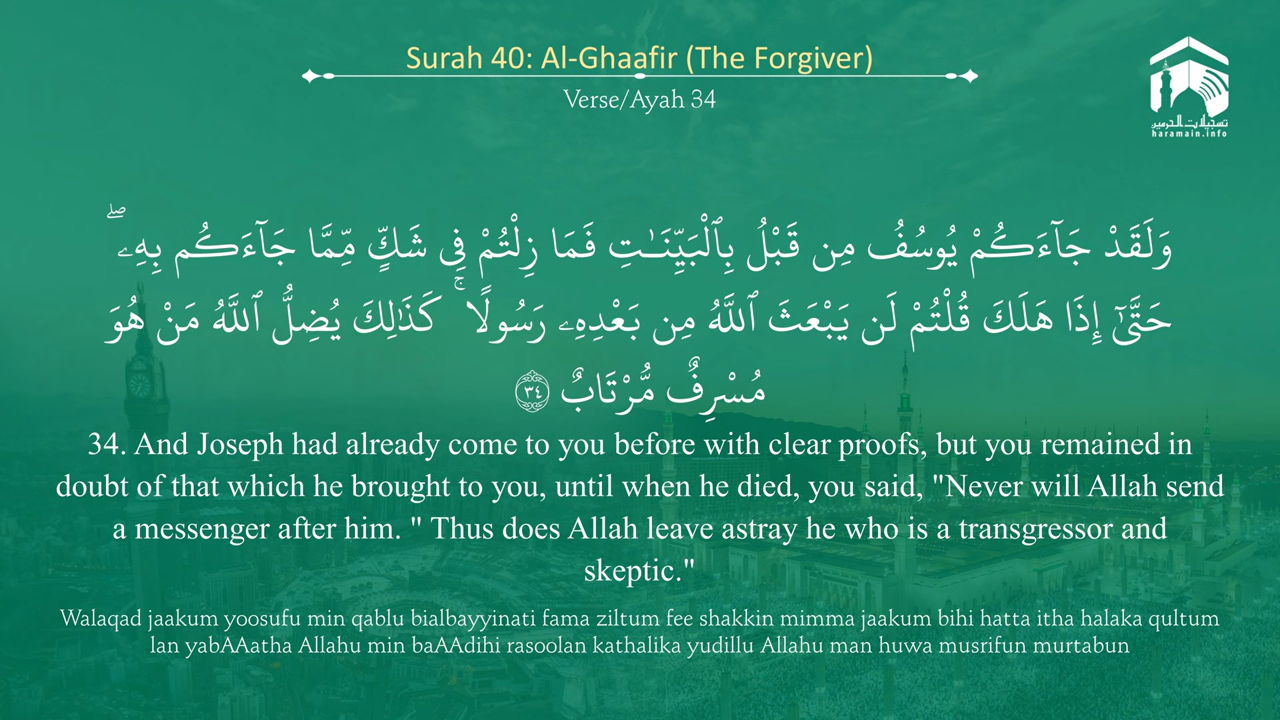 Surah 40: Al-Ghaafir (The Forgiver)
Verse/Ayah 34
تسجيلات الحرمين
haramain.info
وَلَقَدْ جَآءَكُمْ يُوسُفُ مِن قَبْلُ بِٱلْبَيِّنَـٰتِ فَمَا زِلْتُمْ فِى شَكٍّ مِّمَّا جَآءَكُم بِهِۦ ۖ
حَتَّىٰٓ إِذَا هَلَكَ قُلْتُمْ لَن يَبْعَثَ ٱللَّهُ مِن بَعْدِهِۦ رَسُولًا ۚ كَذَٰلِكَ يُضِلُّ ٱللَّهُ مَنْ هُوَ
مُسْرِفٌ مُّرْتَابٌ ٣٤
34. And Joseph had already come to you before with clear proofs, but you remained in
doubt of that which he brought to you, until when he died, you said, "Never will Allah send
a messenger after him. " Thus does Allah leave astray he who is a transgressor and
skeptic."
Walaqad jaakum yoosufu min qablu bialbayyinati fama ziltum fee shakkin mimma jaakum bihi hatta itha halaka qultum
lan yabAAatha Allahu min baAAdihi rasoolan kathalika yudillu Allahu man huwa musrifun murtabun